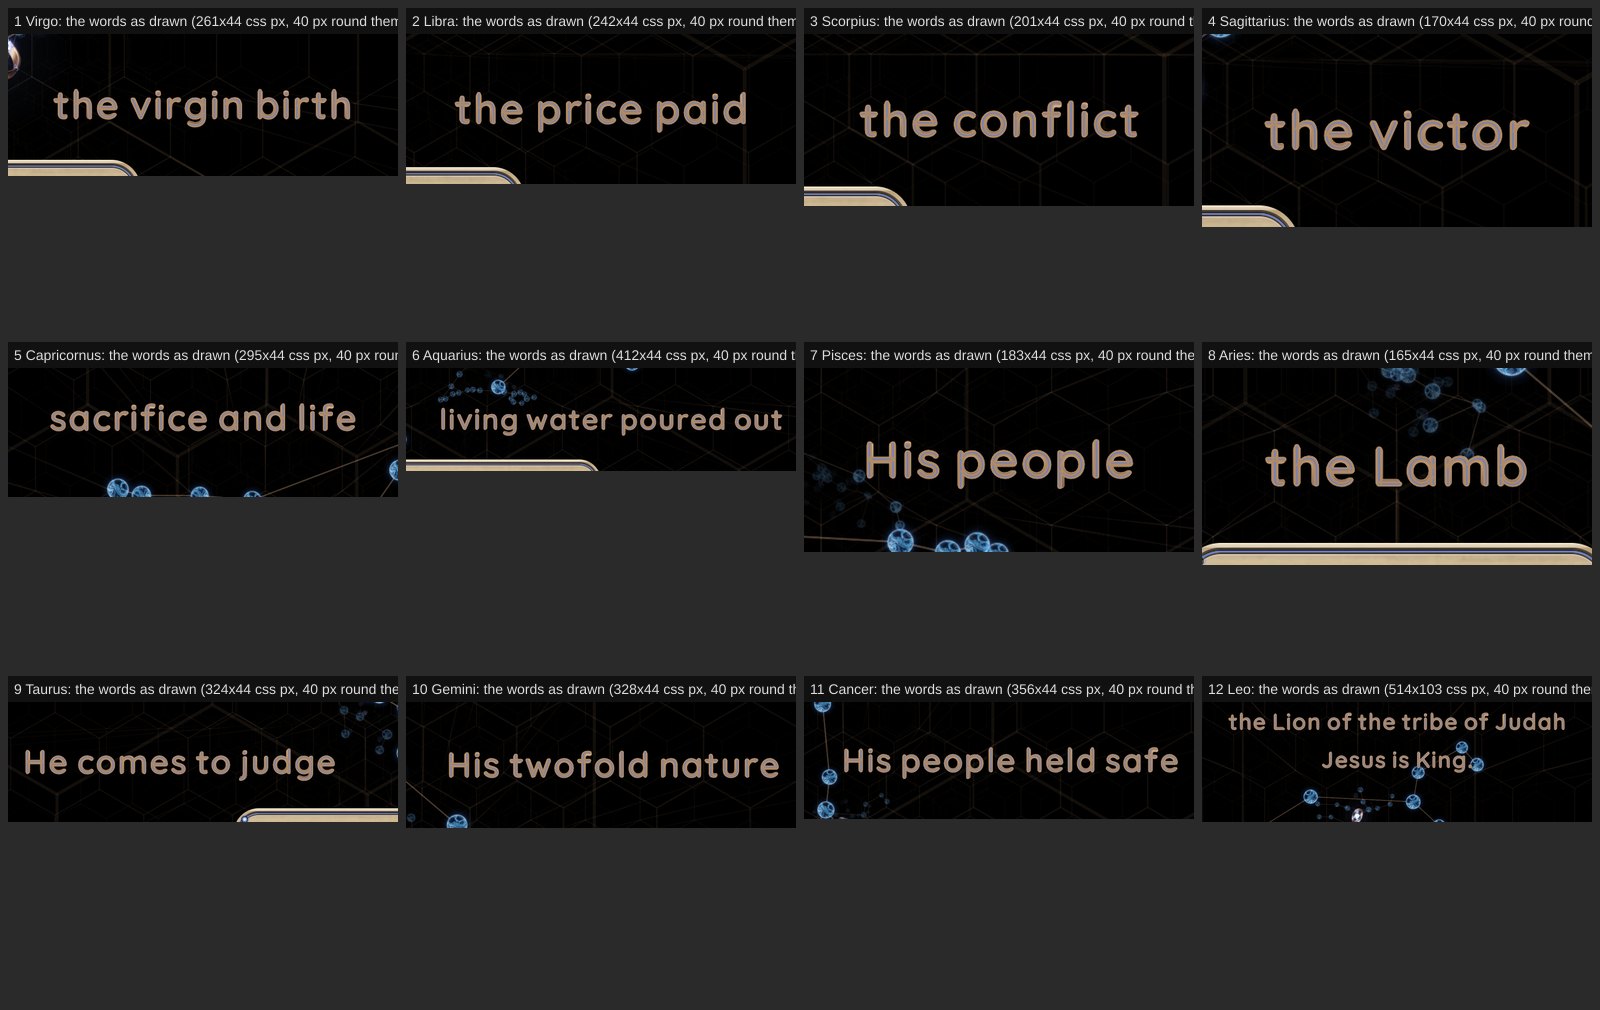 1 Virgo: the words as drawn (261x44 css px, 40 px round them
the virgin birth
2 Libra: the words as drawn (242x44 css px, 40 px round them
the price paid
3 Scorpius: the words as drawn (201x44 css px, 40 px round t
the conflict
4 Sagittarius: the words as drawn (170x44 css px, 40 px round
the victor
5 Capricornus: the words as drawn (295x44 css px, 40 px roun
sacrifice and life
6 Aquarius: the words as drawn (412x44 css px, 40 px round t
living water poured out
7 Pisces: the words as drawn (183x44 css px, 40 px round the
His people
8 Aries: the words as drawn (165x44 css px, 40 px round them
the Lamb
9 Taurus: the words as drawn (324x44 css px, 40 px round the
He comes to judge
10 Gemini: the words as drawn (328x44 css px, 40 px round th
His twofold nature
11 Cancer: the words as drawn (356x44 css px, 40 px round th
His people held safe
12 Leo: the words as drawn (514x103 css px, 40 px round the
the Lion of the tribe of Judah
Jesus is King.